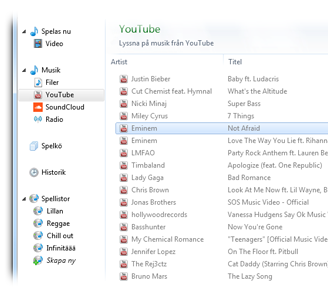 Spelas nu
Video
Musik
Filer
YouTube
SoundCloud
Radio
Spelkö
Historik
Spellistor
Lillan
Reggae
Chill out
Infinitååå
Skapa ny
YouTube
Lyssna på musik från YouTube
Artist Titel
Justin Bieber Baby ft. Ludacris
Cut Chemist feat. Hymnal What's the Altitude
Nicki Minaj Super Bass
Miley Cyrus 7 Things
Eminem Not Afraid
Eminem Love The Way You Lie ft. Rihann
LMFAO Party Rock Anthem ft. Lauren Be
Timbaland Apologize (feat. One Republic)
Lady Gaga Bad Romance
Chris Brown Look At Me Now ft. Lil Wayne, B
Jonas Brothers SOS Music Video - Official
hollywoodrecords Vanessa Hudgens Say Ok Music
Basshunter Now You're Gone
My Chemical Romance "Teenagers" [Official Music Vide
Jennifer Lopez On The Floor ft. Pitbull
The Rej3ctz Cat Daddy (Starring Chris Brown)
Bruno Mars The Lazy Song